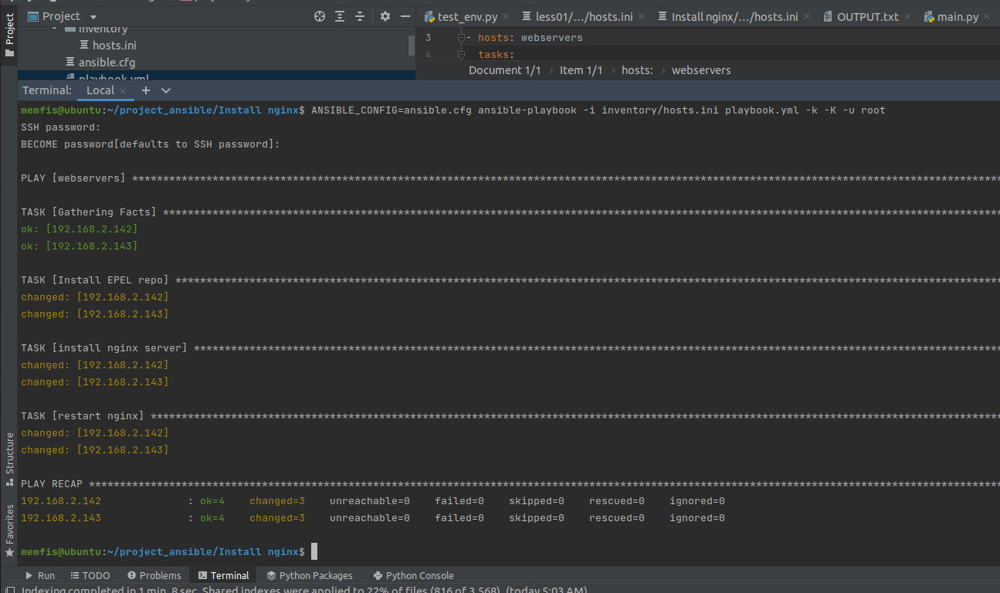 Project
test_env.py
less01/.../hosts.ini
Install nginx/.../hosts.ini
OUTPUT.txt
main.py
Project
inventory
hosts.ini
ansible.cfg
playbook.yml
3 - hosts: webservers
4 tasks:
Document 1/1 › Item 1/1 › hosts: › webservers
Terminal: Local × +
memfis@ubuntu:~/project_ansible/Install nginx$ ANSIBLE_CONFIG=ansible.cfg ansible-playbook -i inventory/hosts.ini playbook.yml -k -K -u root
SSH password:
BECOME password[defaults to SSH password]:
PLAY [webservers] ****************************************************************************************************************************************************
TASK [Gathering Facts] ***********************************************************************************************************************************************
ok: [192.168.2.142]
ok: [192.168.2.143]
TASK [Install EPEL repo] *********************************************************************************************************************************************
changed: [192.168.2.142]
changed: [192.168.2.143]
TASK [install nginx server] ******************************************************************************************************************************************
changed: [192.168.2.142]
changed: [192.168.2.143]
TASK [restart nginx] *************************************************************************************************************************************************
changed: [192.168.2.142]
changed: [192.168.2.143]
PLAY RECAP ***********************************************************************************************************************************************************
192.168.2.142 : ok=4 changed=3 unreachable=0 failed=0 skipped=0 rescued=0 ignored=0
192.168.2.143 : ok=4 changed=3 unreachable=0 failed=0 skipped=0 rescued=0 ignored=0
memfis@ubuntu:~/project_ansible/Install nginx$
Structure
Favorites
Run
TODO
Problems
Terminal
Python Packages
Python Console
Indexing completed in 1 min, 8 sec. Shared indexes were applied to 22% of files (816 of 3,568). (today 5:03 AM)